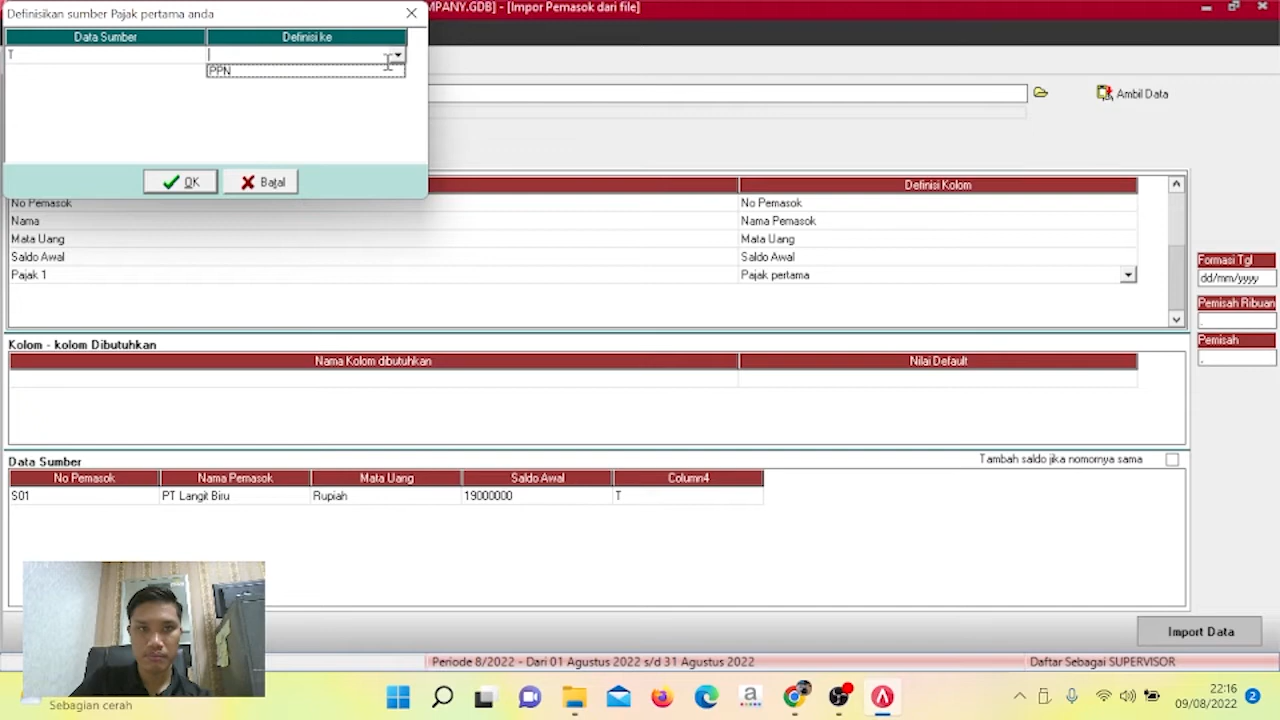 Definisikan sumber Pajak pertama anda
MPANY.GDB] - [Impor Pemasok dari file]
Data Sumber Definisi ke
T
PPN
Ambil Data
OK Batal
Definisi Kolom
No Pemasok No Pemasok
Nama Nama Pemasok
Mata Uang Mata Uang
Saldo Awal Saldo Awal
Pajak 1 Pajak pertama
Formasi Tgl
dd/mm/yyyy
Pemisah Ribuan
Pemisah
Kolom - kolom Dibutuhkan
Nama Kolom dibutuhkan Nilai Default
Data Sumber Tambah saldo jika nomornya sama
No Pemasok Nama Pemasok Mata Uang Saldo Awal Column4
S01 PT Langit Biru Rupiah 19000000 T
Import Data
Periode 8/2022 - Dari 01 Agustus 2022 s/d 31 Agustus 2022 Daftar Sebagai SUPERVISOR
Sebagian cerah
22:16
09/08/2022
2